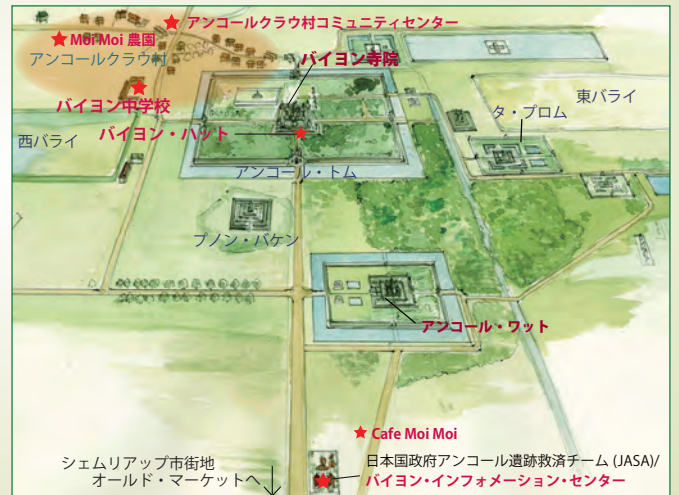 アンコールクラウ村コミュニティセンター
Moi Moi 農園
アンコールクラウ村
バイヨン寺院
バイヨン中学校
東バライ
タ・プロム
バイヨン・ハット
西バライ
アンコール・トム
プノン・バケン
アンコール・ワット
Cafe Moi Moi
シェムリアップ市街地
オールド・マーケットへ
日本国政府アンコール遺跡救済チーム (JASA)/
バイヨン・インフォメーション・センター